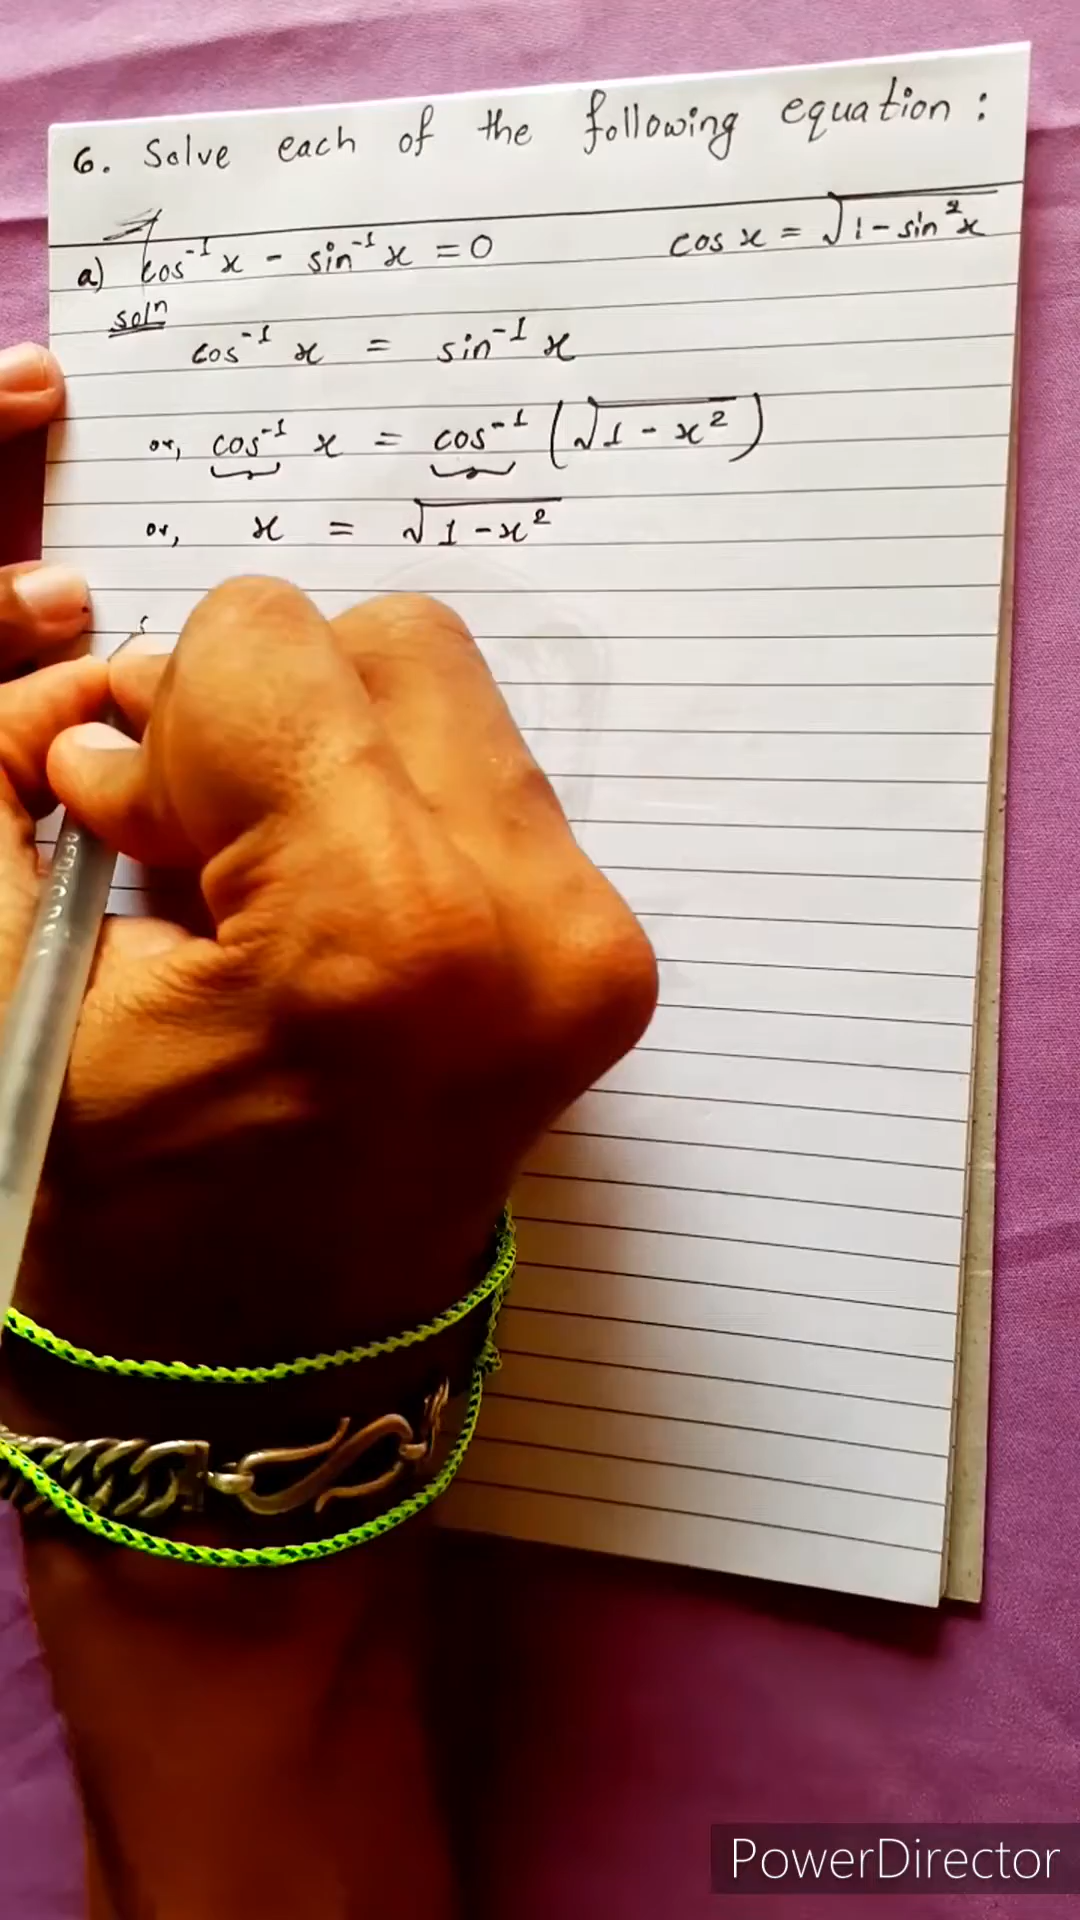 6. Solve each of the following equation :
a) cos⁻¹x - sin⁻¹x = 0
cos x = √1-sin²x
solⁿ
cos⁻¹ x = sin⁻¹ x
or, cos⁻¹ x = cos⁻¹ (√1-x²)
or, x = √1-x²
PowerDirector